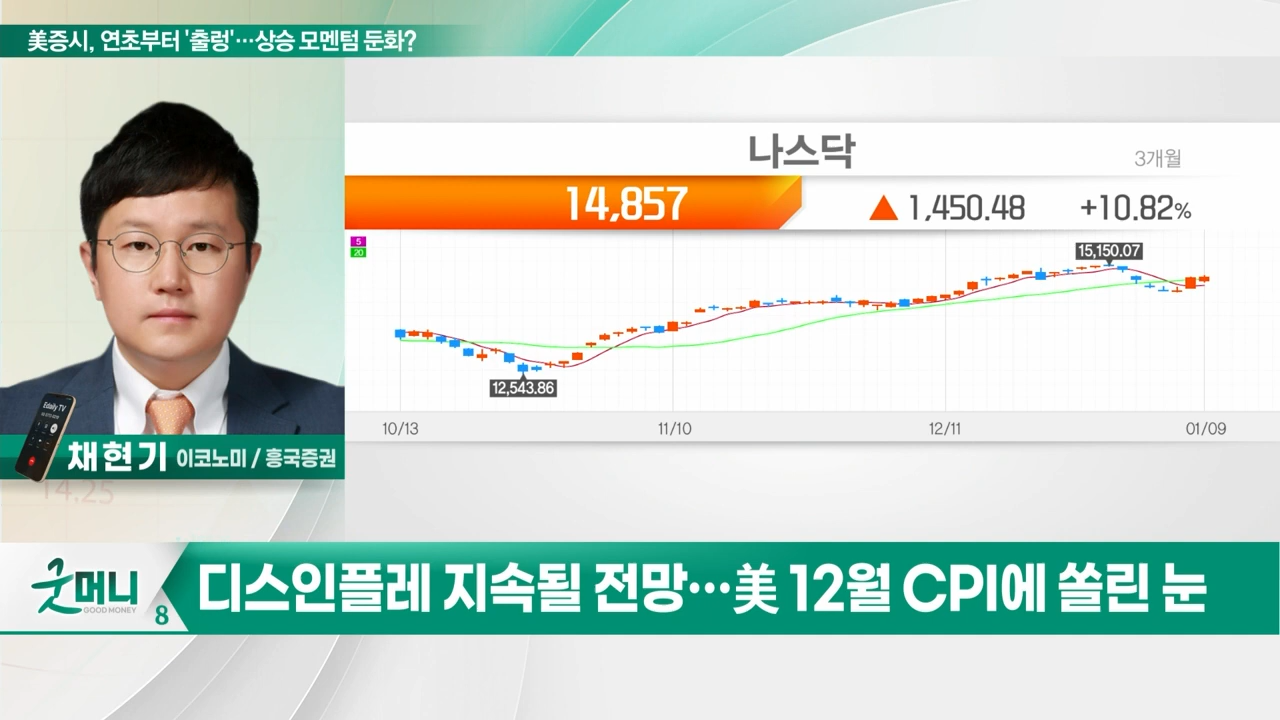 美증시, 연초부터 '출렁'…상승 모멘텀 둔화?
나스닥
3개월
14,857
▲ 1,450.48
+10.82%
5
20
15,150.07
12,543.86
10/13
11/10
12/11
01/09
Edaily TV
채현기 이코노미 / 흥국증권
14.25
굿머니
GOOD MONEY
8
디스인플레 지속될 전망…美 12월 CPI에 쏠린 눈